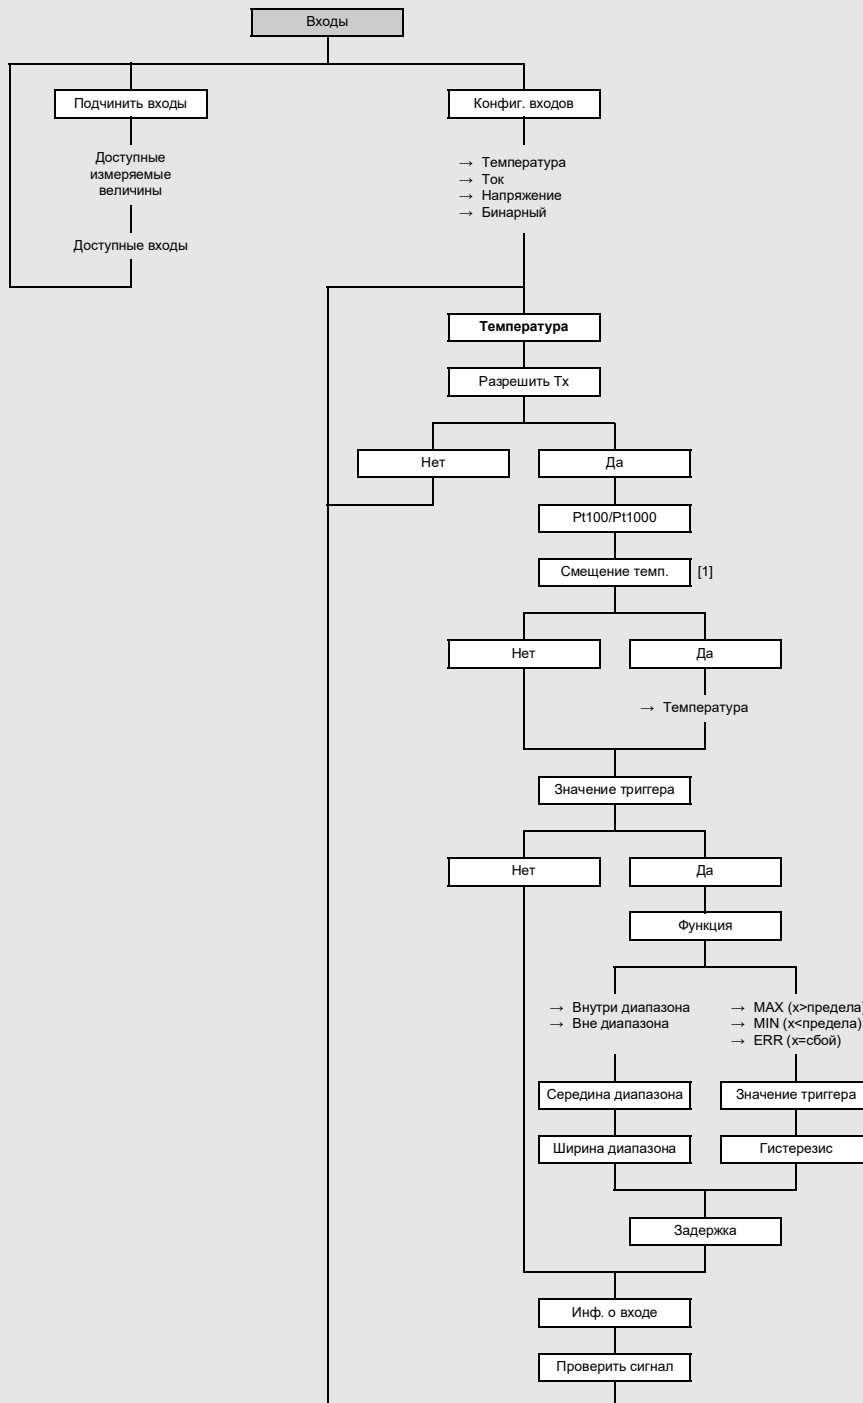 Входы
Подчинить входы
Конфиг. входов
Доступные
измеряемые
величины
→ Температура
→ Ток
→ Напряжение
→ Бинарный
Доступные входы
Температура
Разрешить Tx
Нет
Да
Pt100/Pt1000
Смещение темп. [1]
Нет
Да
→ Температура
Значение триггера
Нет
Да
Функция
→ Внутри диапазона
→ Вне диапазона
→ MAX (x>предела)
→ MIN (x<предела)
→ ERR (x=сбой)
Середина диапазона
Значение триггера
Ширина диапазона
Гистерезис
Задержка
Инф. о входе
Проверить сигнал